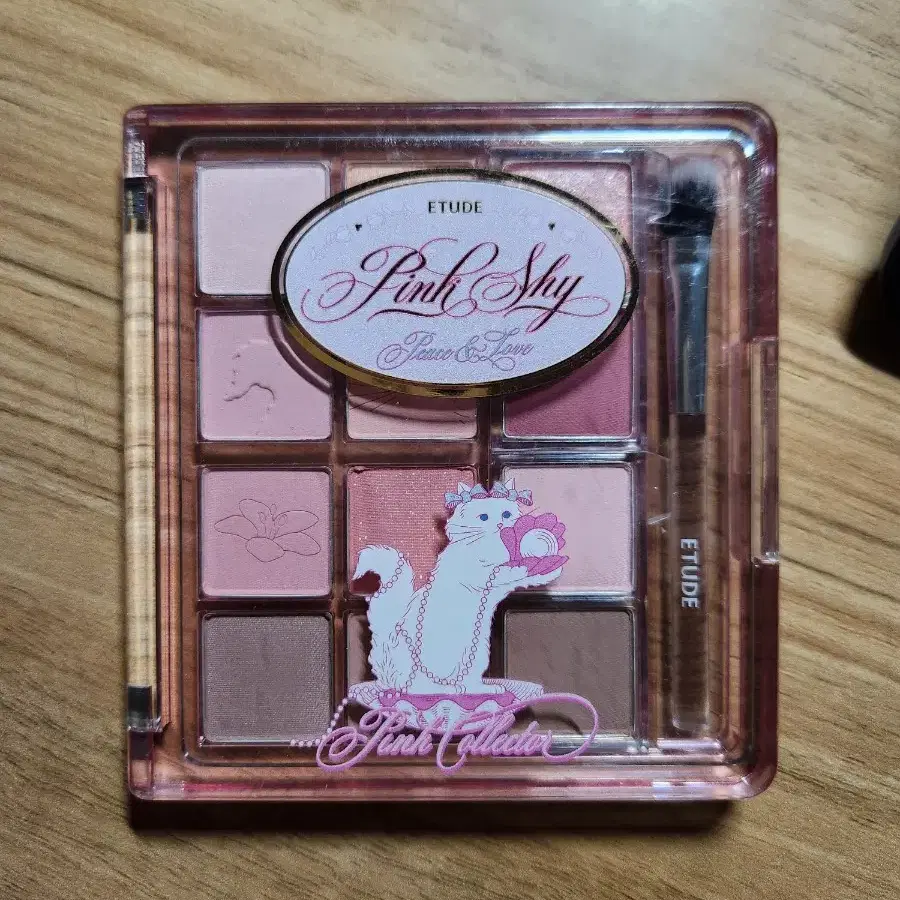 ETUDE
Pink Shy
Peace & Love
ETUDE
Pink Collector